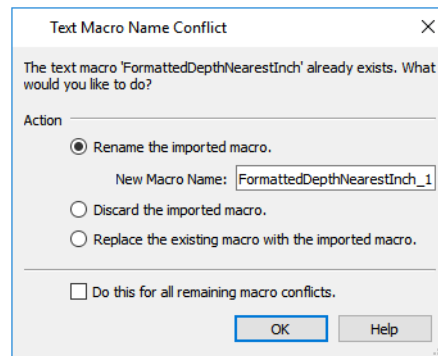 Text Macro Name Conflict
The text macro 'FormattedDepthNearestInch' already exists. What
would you like to do?
Action
Rename the imported macro.
New Macro Name: FormattedDepthNearestInch_1
Discard the imported macro.
Replace the existing macro with the imported macro.
Do this for all remaining macro conflicts.
OK Help